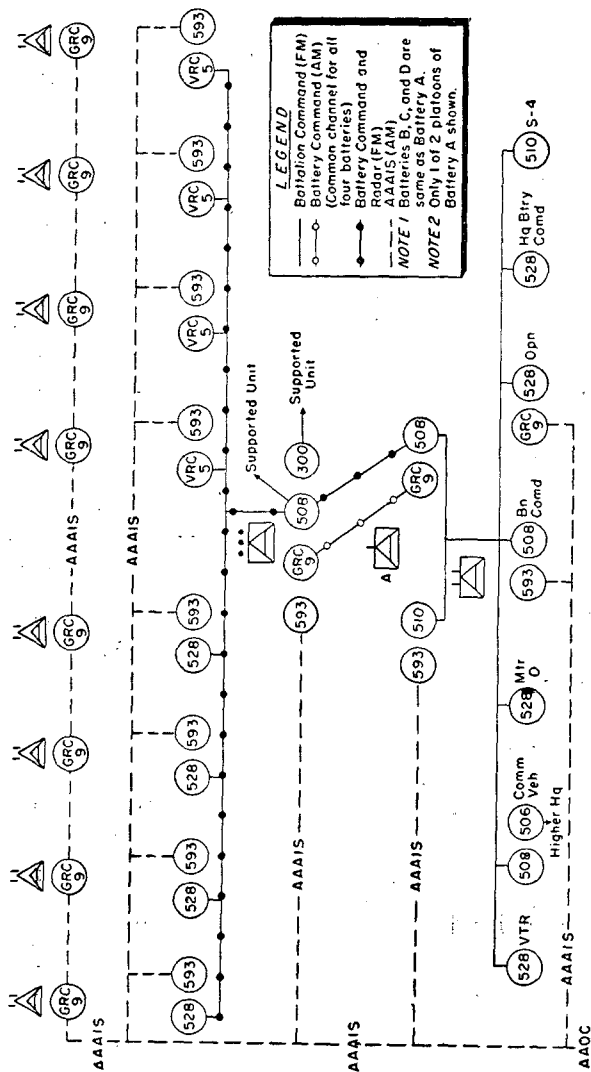 GRC 9 GRC 9 GRC 9 GRC 9 GRC 9 GRC 9 GRC 9 GRC 9
AAAIS
AAAIS
AAAIS
593 593 593 593 593 593 593 593
528 528 528 528 VRC 5 VRC 5 VRC 5 VRC 5
Supported Unit
AAAIS
593 GRC 9 508 300 Supported
Unit
AAAIS
A
AAAIS
593 510 GRC 9 508
LEGEND
Battalion Command (FM)
Battery Command (AM)
(Common channel for all
four batteries)
Battery Command and
Radar (FM)
AAAIS (AM)
NOTE 1 Batteries B, C, and D are
same as Battery A.
NOTE 2 Only 1 of 2 platoons of
Battery A shown.
528 VTR
508 506 Comm
Veh
Higher Hq
528 Mtr
O
593 508 Bn
Comd
GRC 9 528 Opn
528 Hq Btry
Comd
510 S-4
AAAIS
AAOC